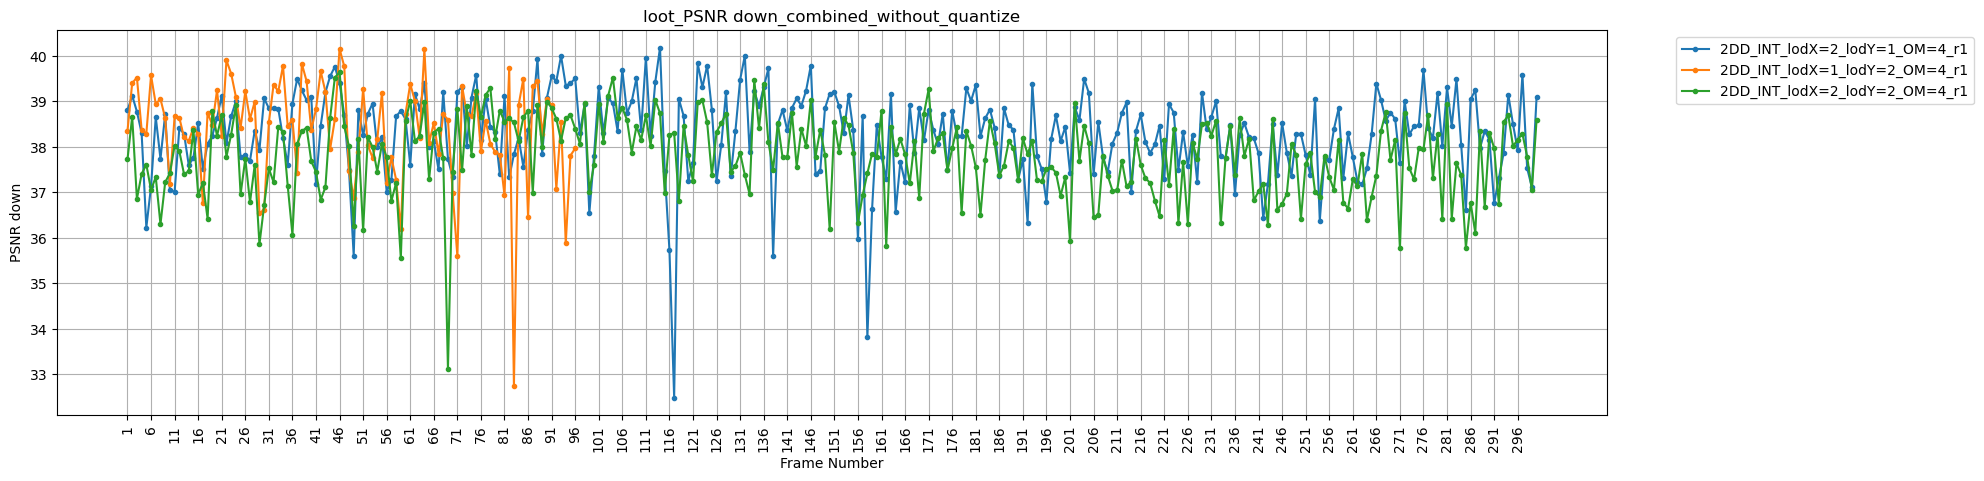 loot_PSNR down_combined_without_quantize
2DD_INT_lodX=2_lodY=1_OM=4_r1
2DD_INT_lodX=1_lodY=2_OM=4_r1
2DD_INT_lodX=2_lodY=2_OM=4_r1
PSNR down
40
39
38
37
36
35
34
33
1 6 11 16 21 26 31 36 41 46 51 56 61 66 71 76 81 86 91 96 101 106 111 116 121 126 131 136 141 146 151 156 161 166 171 176 181 186 191 196 201 206 211 216 221 226 231 236 241 246 251 256 261 266 271 276 281 286 291 296
Frame Number